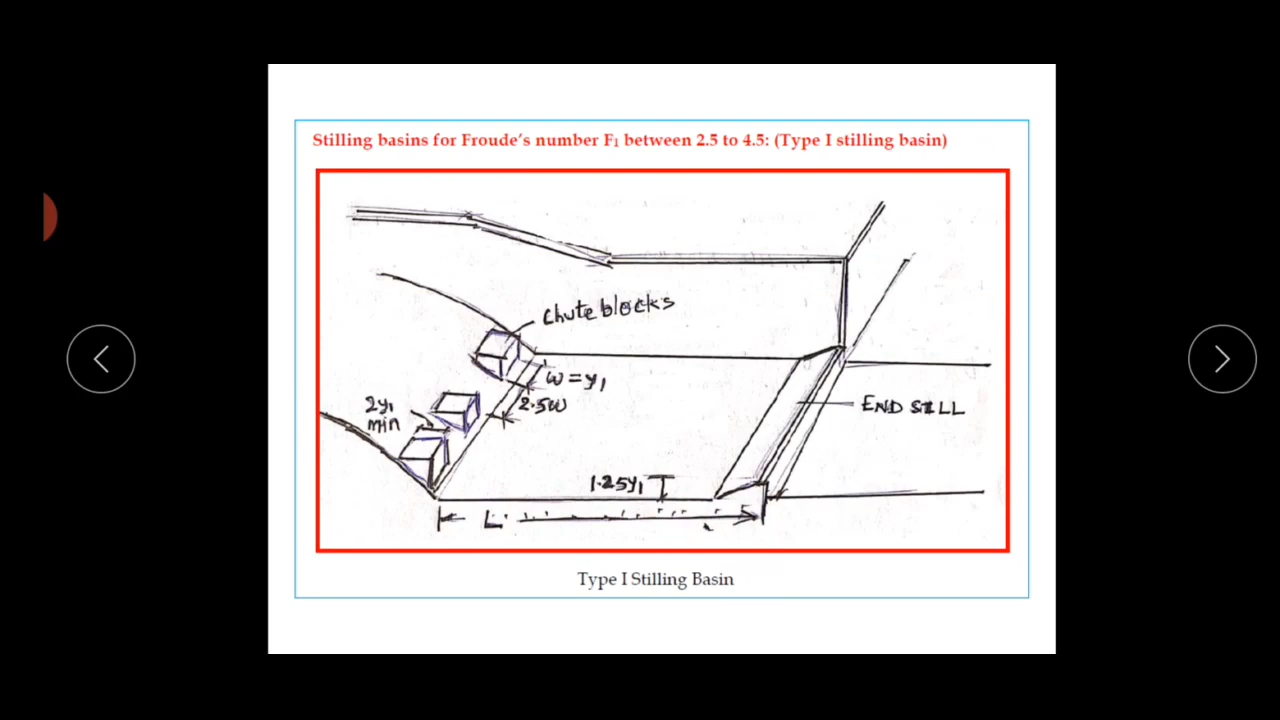 Stilling basins for Froude's number F₁ between 2.5 to 4.5: (Type I stilling basin)
chute blocks
w = y₁
2.5w
2y₁
min
END SILL
1.25y₁
L
Type I Stilling Basin